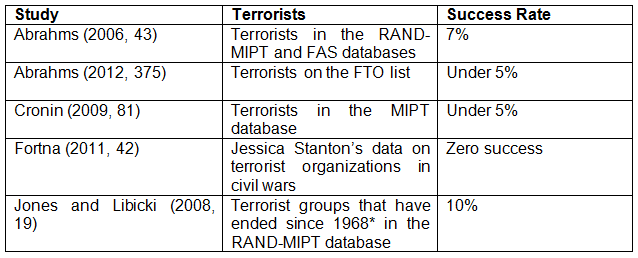 Study Terrorists Success Rate
Abrahms (2006, 43) Terrorists in the RAND- 7%
MIPT and FAS databases
Abrahms (2012, 375) Terrorists on the FTO list Under 5%
Cronin (2009, 81) Terrorists in the MIPT Under 5%
database
Fortna (2011, 42) Jessica Stanton's data on Zero success
terrorist organizations in
civil wars
Jones and Libicki (2008, Terrorist groups that have 10%
19) ended since 1968* in the
RAND-MIPT database